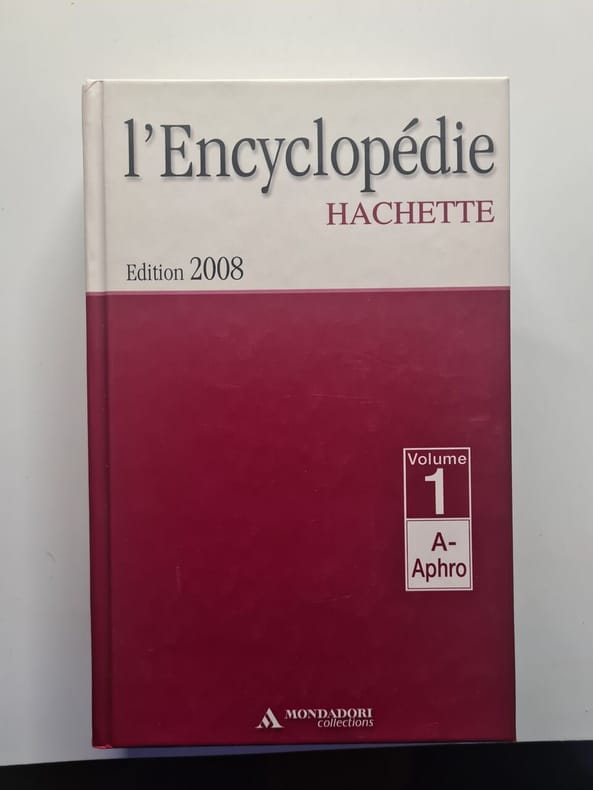 l'Encyclopédie
HACHETTE
Edition 2008
Volume
1
A-
Aphro
MONDADORI
collections